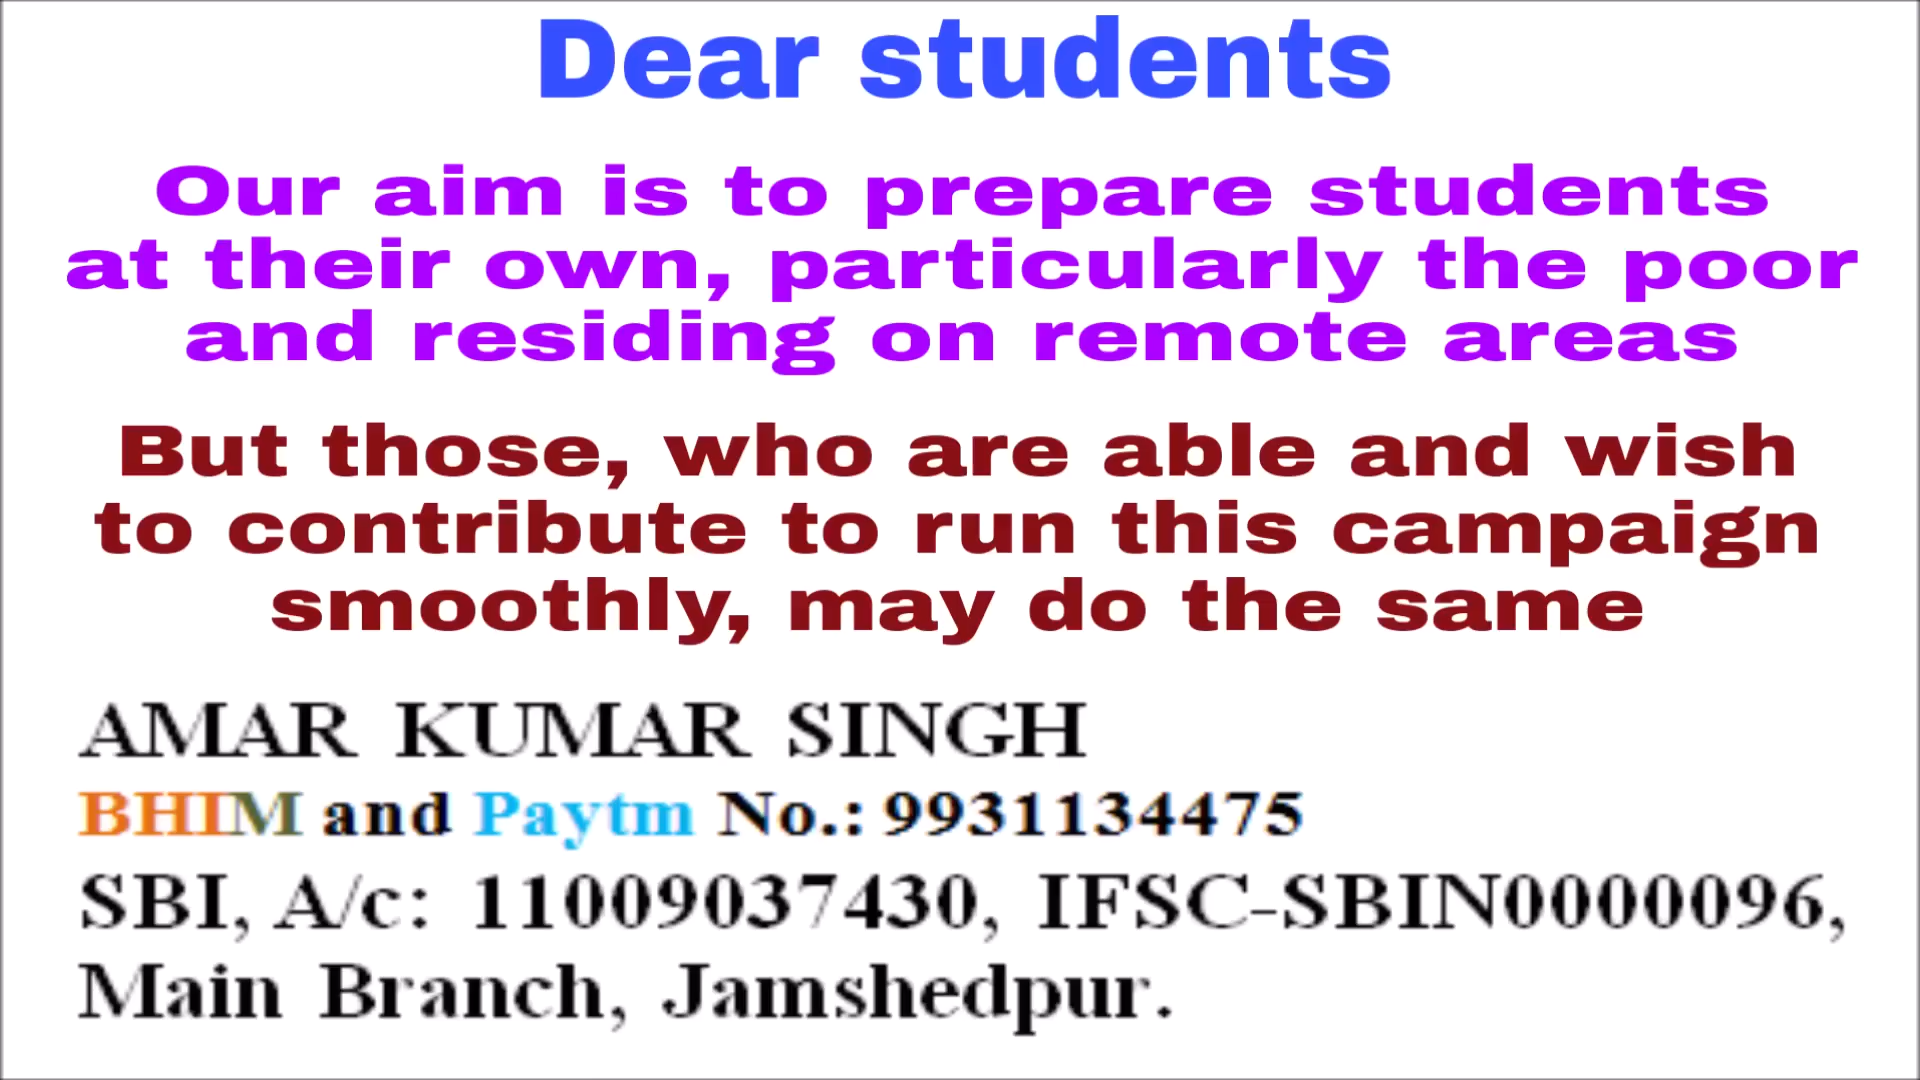 Dear students
Our aim is to prepare students
at their own, particularly the poor
and residing on remote areas
But those, who are able and wish
to contribute to run this campaign
smoothly, may do the same
AMAR KUMAR SINGH
BHIM and Paytm No.: 9931134475
SBI, A/c: 11009037430, IFSC-SBIN0000096,
Main Branch, Jamshedpur.